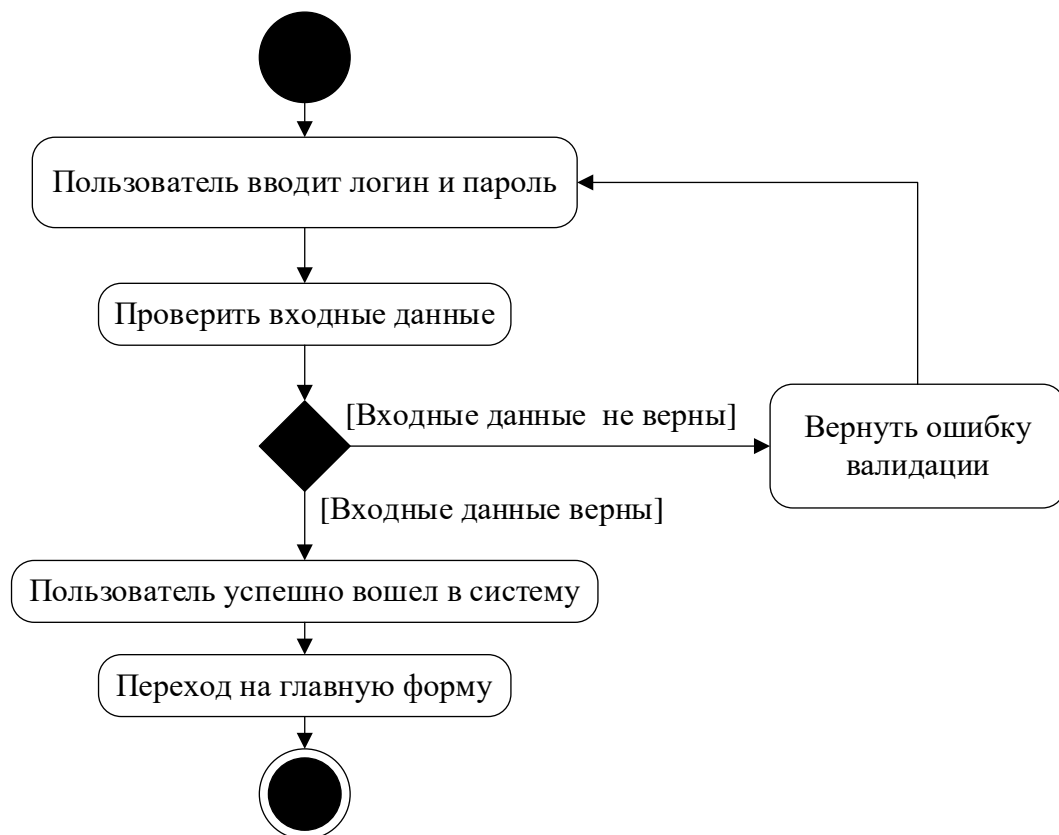 Пользователь вводит логин и пароль
Проверить входные данные
[Входные данные  не верны]
Вернуть ошибку
валидации
[Входные данные верны]
Пользователь успешно вошел в систему
Переход на главную форму